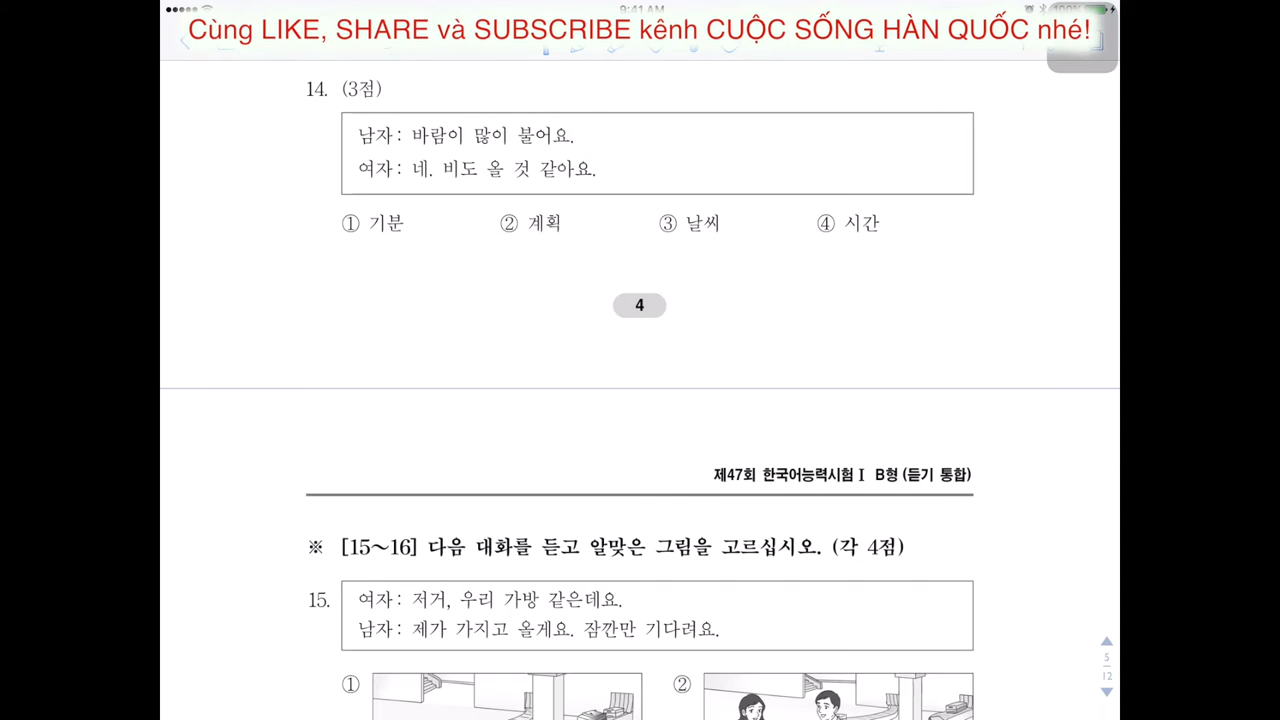 9:41 AM
100%
Cùng LIKE, SHARE và SUBSCRIBE kênh CUỘC SỐNG HÀN QUỐC nhé!
14. (3점)
남자 : 바람이 많이 불어요.
여자 : 네. 비도 올 것 같아요.
① 기분 ② 계획 ③ 날씨 ④ 시간
4
제47회 한국어능력시험 I B형 (듣기 통합)
※ [15~16] 다음 대화를 듣고 알맞은 그림을 고르십시오. (각 4점)
15. 여자 : 저거, 우리 가방 같은데요.
남자 : 제가 가지고 올게요. 잠깐만 기다려요.
① ②
5
12